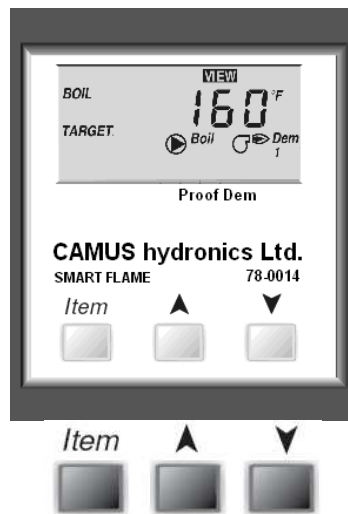 VIEW
BOIL 160°F
TARGET Boil Dem
1
Proof Dem
CAMUS hydronics Ltd.
SMART FLAME 78-0014
Item
Item